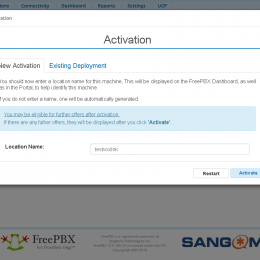 Connectivity Dashboard Reports Settings UCP
Activation
New Activation Existing Deployment
You should now enter a location name for this machine, This will be displayed on the FreePBX Dashboard, as well
as in the Portal, to help identify this machine.
If you do not enter a name, one will be automatically generated.
You may be eligible for further offers after activation.
If there are any futher offers, they will be displayed after you click 'Activate'.
Location Name:
Restart Activate
FreePBX
SANGOM